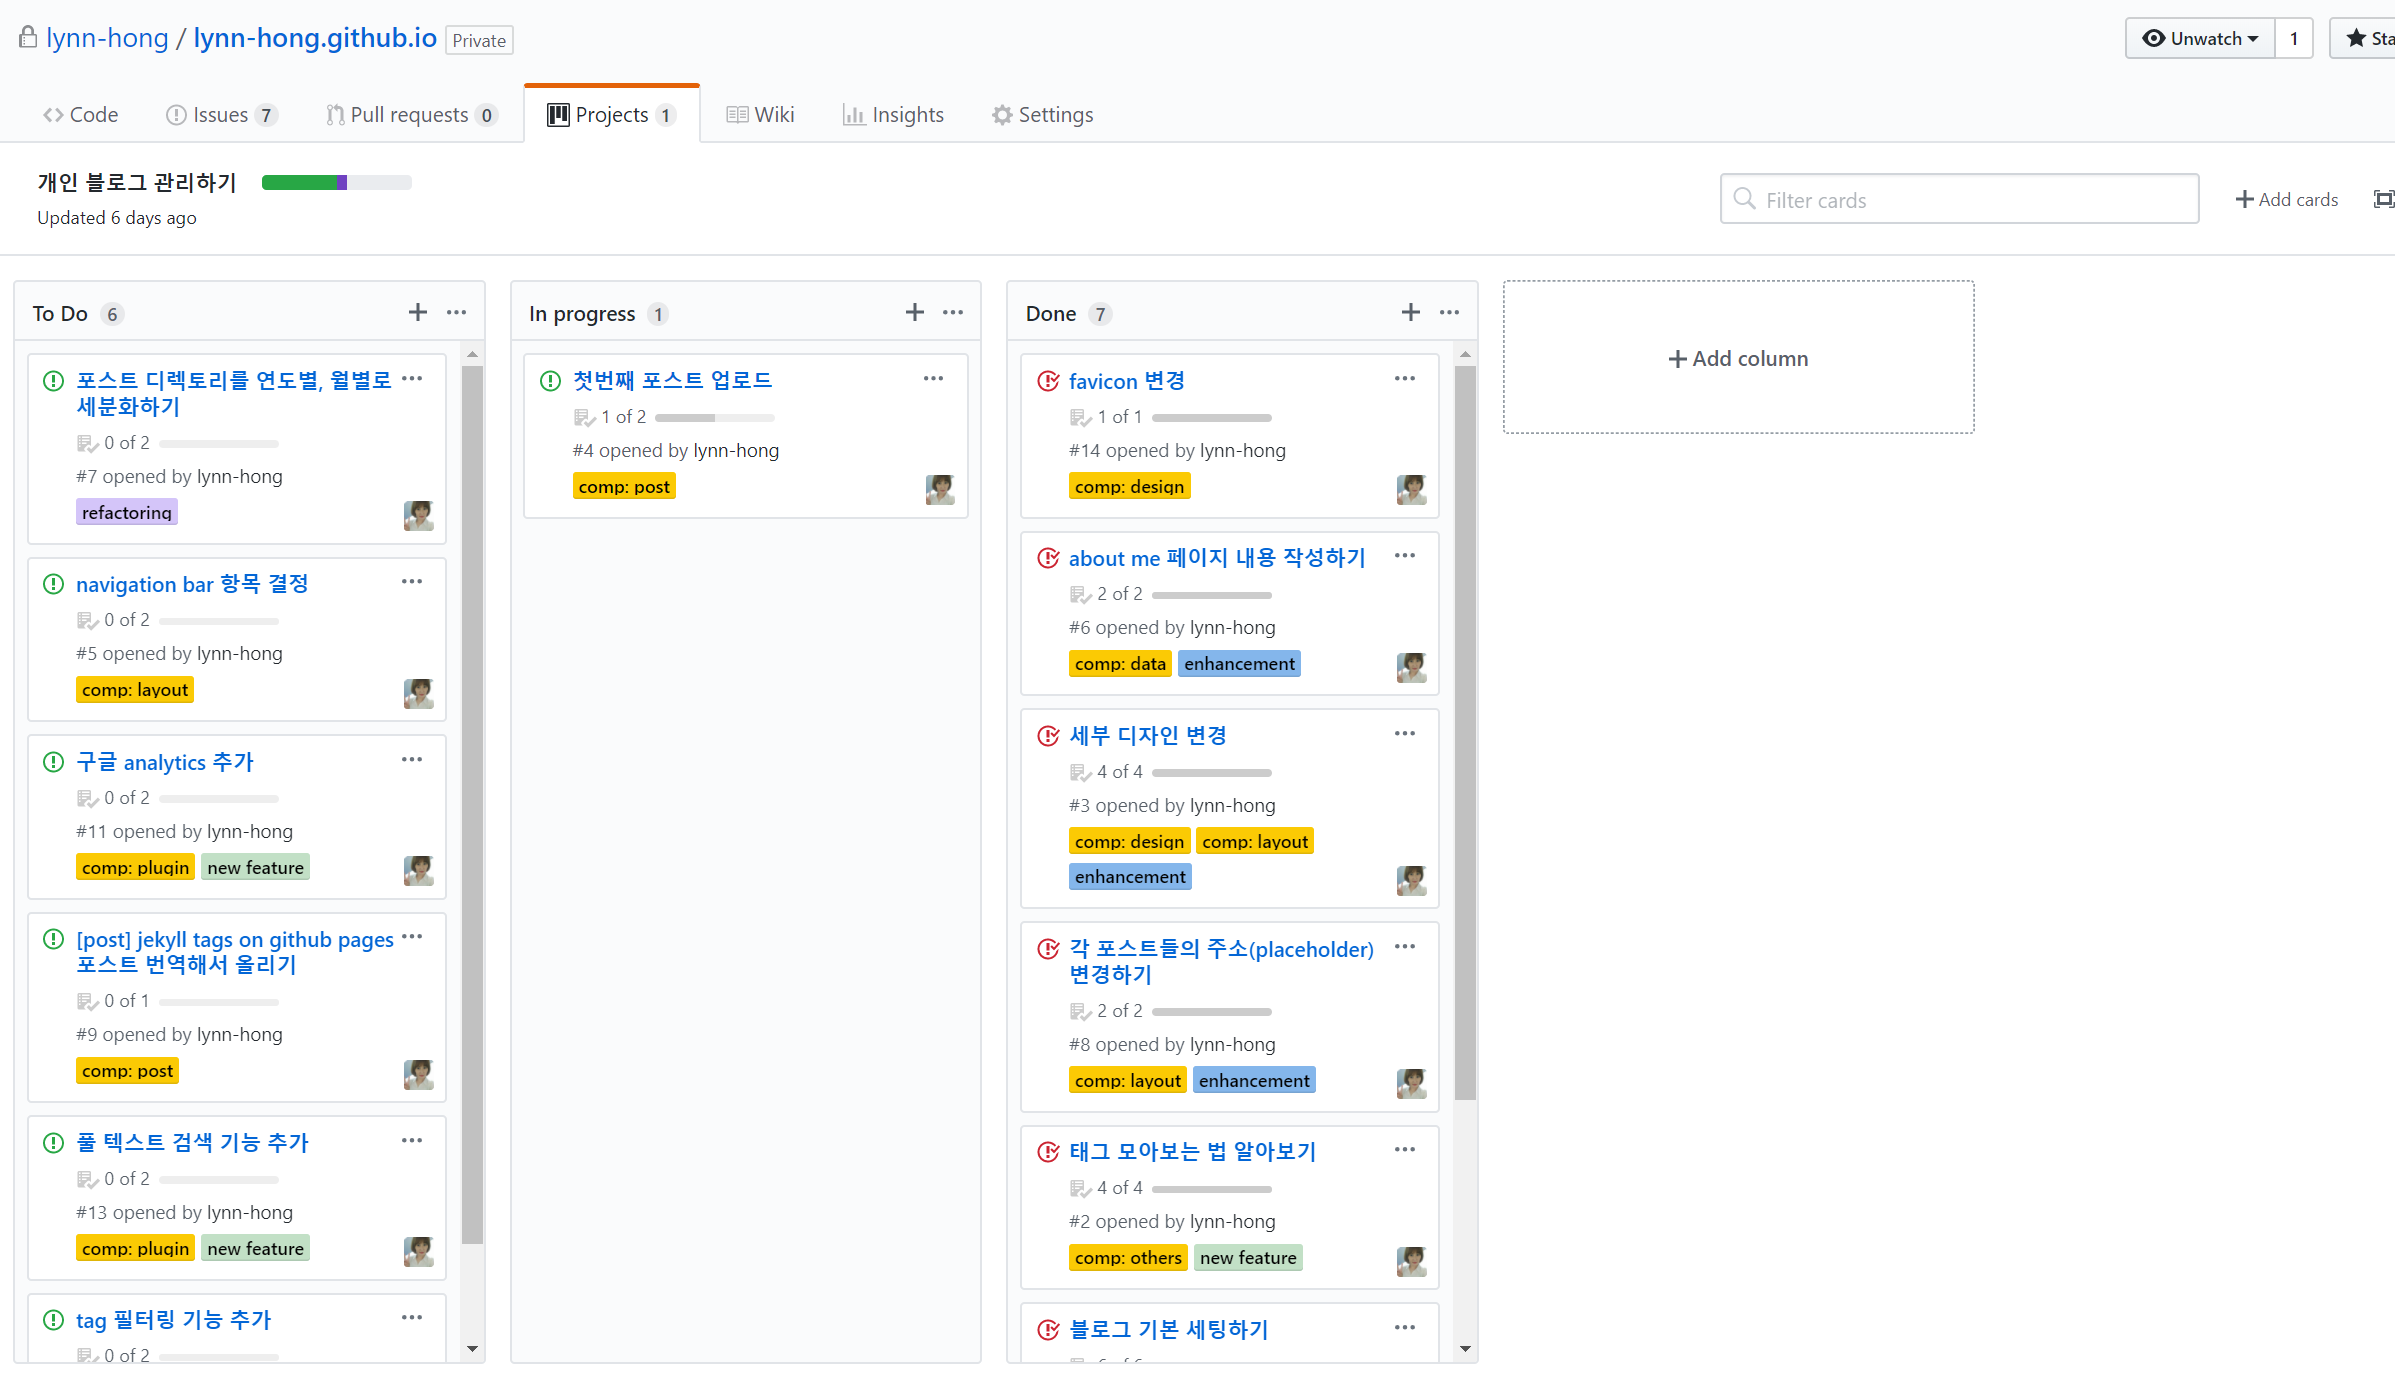 lynn-hong / lynn-hong.github.io Private
Unwatch 1
Code Issues 7 Pull requests 0 Projects 1 Wiki Insights Settings
개인 블로그 관리하기
Updated 6 days ago
Filter cards
Add cards
To Do 6
포스트 디렉토리를 연도별, 월별로
세분화하기
0 of 2
#7 opened by lynn-hong
refactoring
navigation bar 항목 결정
0 of 2
#5 opened by lynn-hong
comp: layout
구글 analytics 추가
0 of 2
#11 opened by lynn-hong
comp: plugin new feature
[post] jekyll tags on github pages
포스트 번역해서 올리기
0 of 1
#9 opened by lynn-hong
comp: post
풀 텍스트 검색 기능 추가
0 of 2
#13 opened by lynn-hong
comp: plugin new feature
tag 필터링 기능 추가
0 of 2
In progress 1
첫번째 포스트 업로드
1 of 2
#4 opened by lynn-hong
comp: post
Done 7
favicon 변경
1 of 1
#14 opened by lynn-hong
comp: design
about me 페이지 내용 작성하기
2 of 2
#6 opened by lynn-hong
comp: data enhancement
세부 디자인 변경
4 of 4
#3 opened by lynn-hong
comp: design comp: layout
enhancement
각 포스트들의 주소(placeholder)
변경하기
2 of 2
#8 opened by lynn-hong
comp: layout enhancement
태그 모아보는 법 알아보기
4 of 4
#2 opened by lynn-hong
comp: others new feature
블로그 기본 세팅하기
Add column